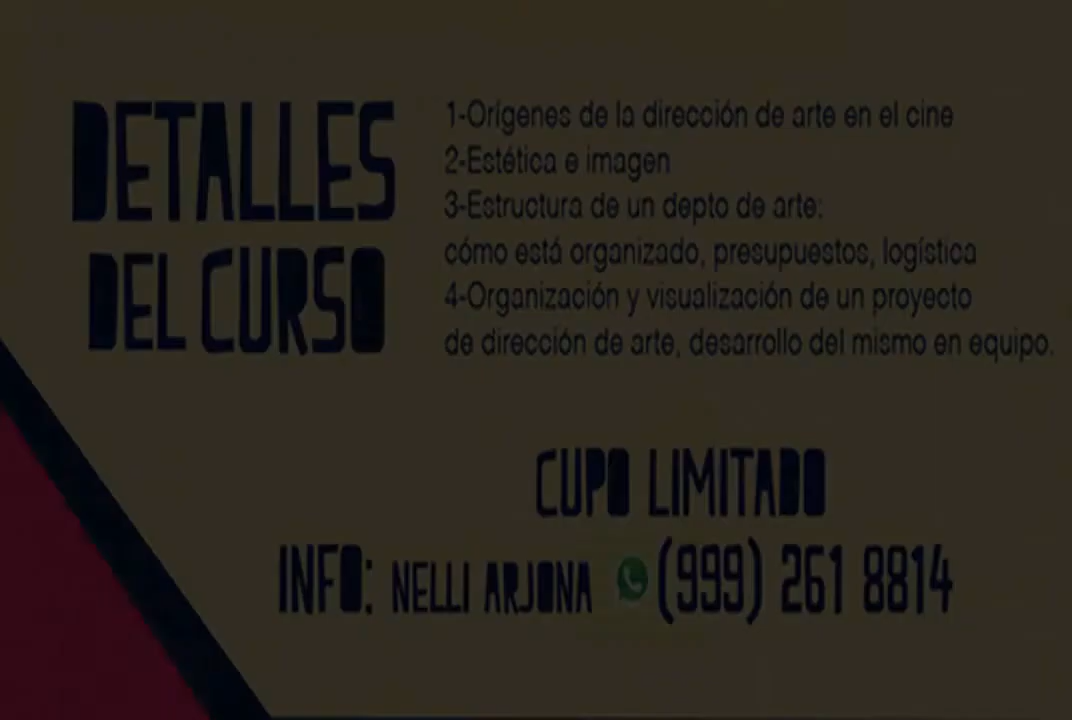 DETALLES
DEL CURSO
1-Orígenes de la dirección de arte en el cine
2-Estética e imagen
3-Estructura de un depto de arte:
cómo está organizado, presupuestos, logística
4-Organización y visualización de un proyecto
de dirección de arte, desarrollo del mismo en equipo.
CUPO LIMITADO
INFO: NELLI ARJONA (999) 261 8814